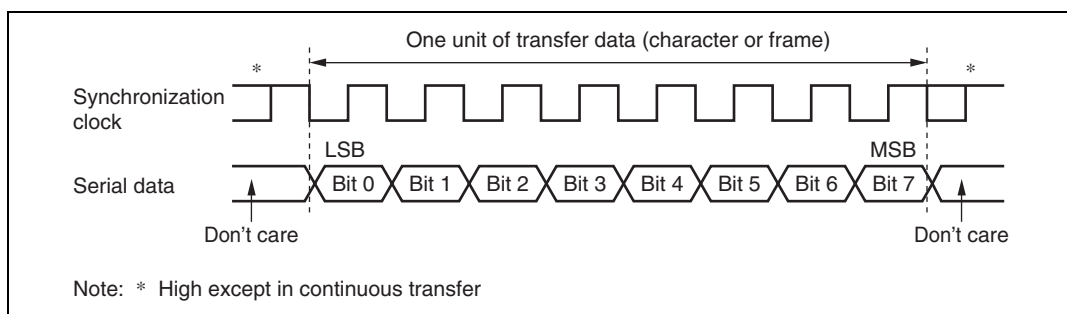 One unit of transfer data (character or frame)
* *
Synchronization
clock
LSB MSB
Serial data Bit 0 Bit 1 Bit 2 Bit 3 Bit 4 Bit 5 Bit 6 Bit 7
Don't care Don't care
Note: * High except in continuous transfer